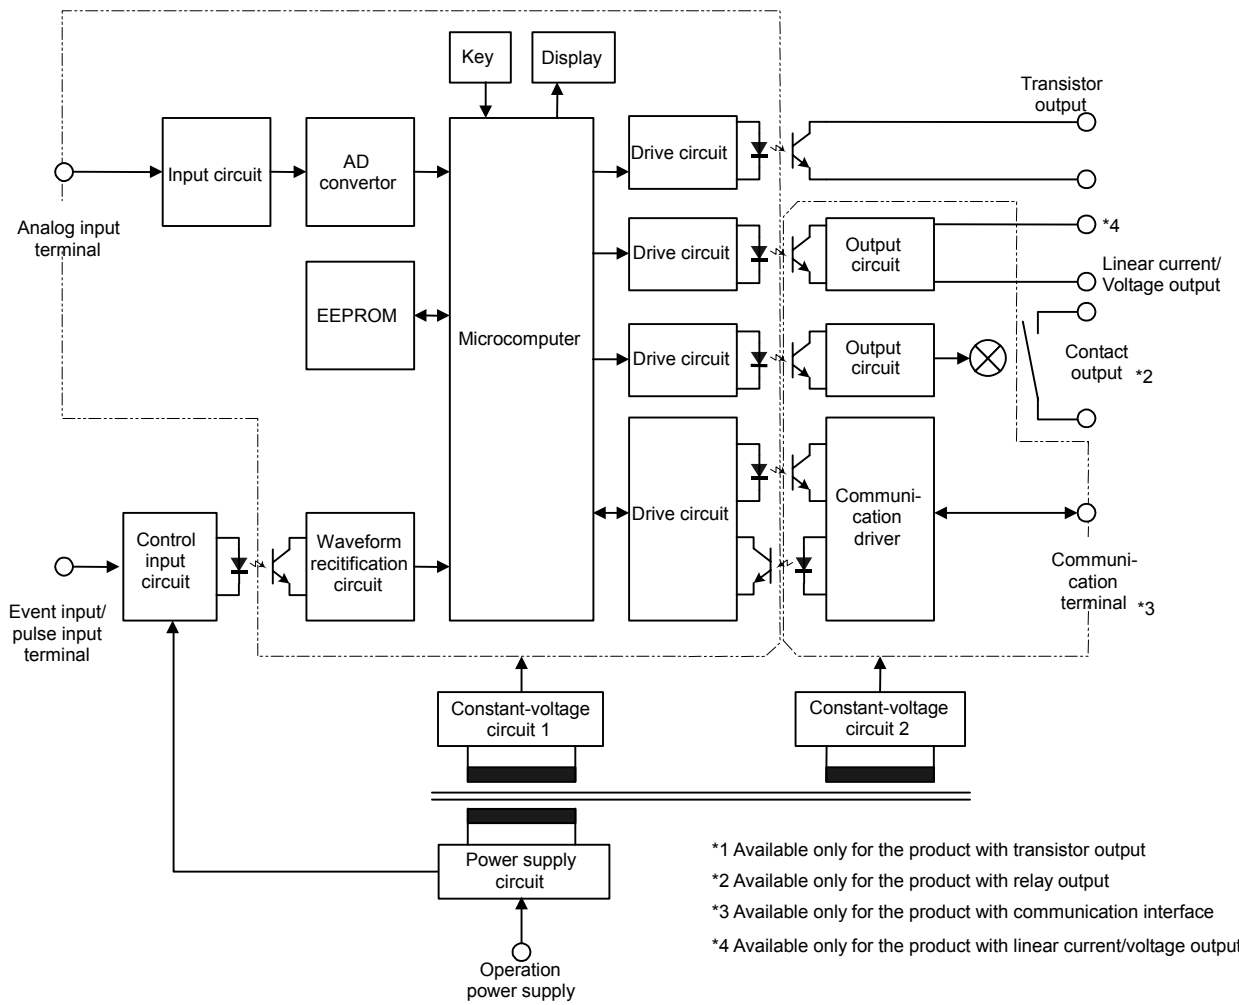 Key
Display
Transistor
output
Input circuit
AD
convertor
Drive circuit
Analog input
terminal
*4
Drive circuit
Output
circuit
Linear current/
Voltage output
EEPROM
Microcomputer
Drive circuit
Output
circuit
Contact
output *2
Control
input
circuit
Waveform
recitification
circuit
Drive circuit
Communi-
cation
driver
Event input/
pulse input
terminal
Communi-
cation
terminal *3
Constant-voltage
circuit 1
Constant-voltage
circuit 2
Power supply
circuit
Operation
power supply
*1 Available only for the product with transistor output
*2 Available only for the product with relay output
*3 Available only for the product with communication interface
*4 Available only for the product with linear current/voltage output